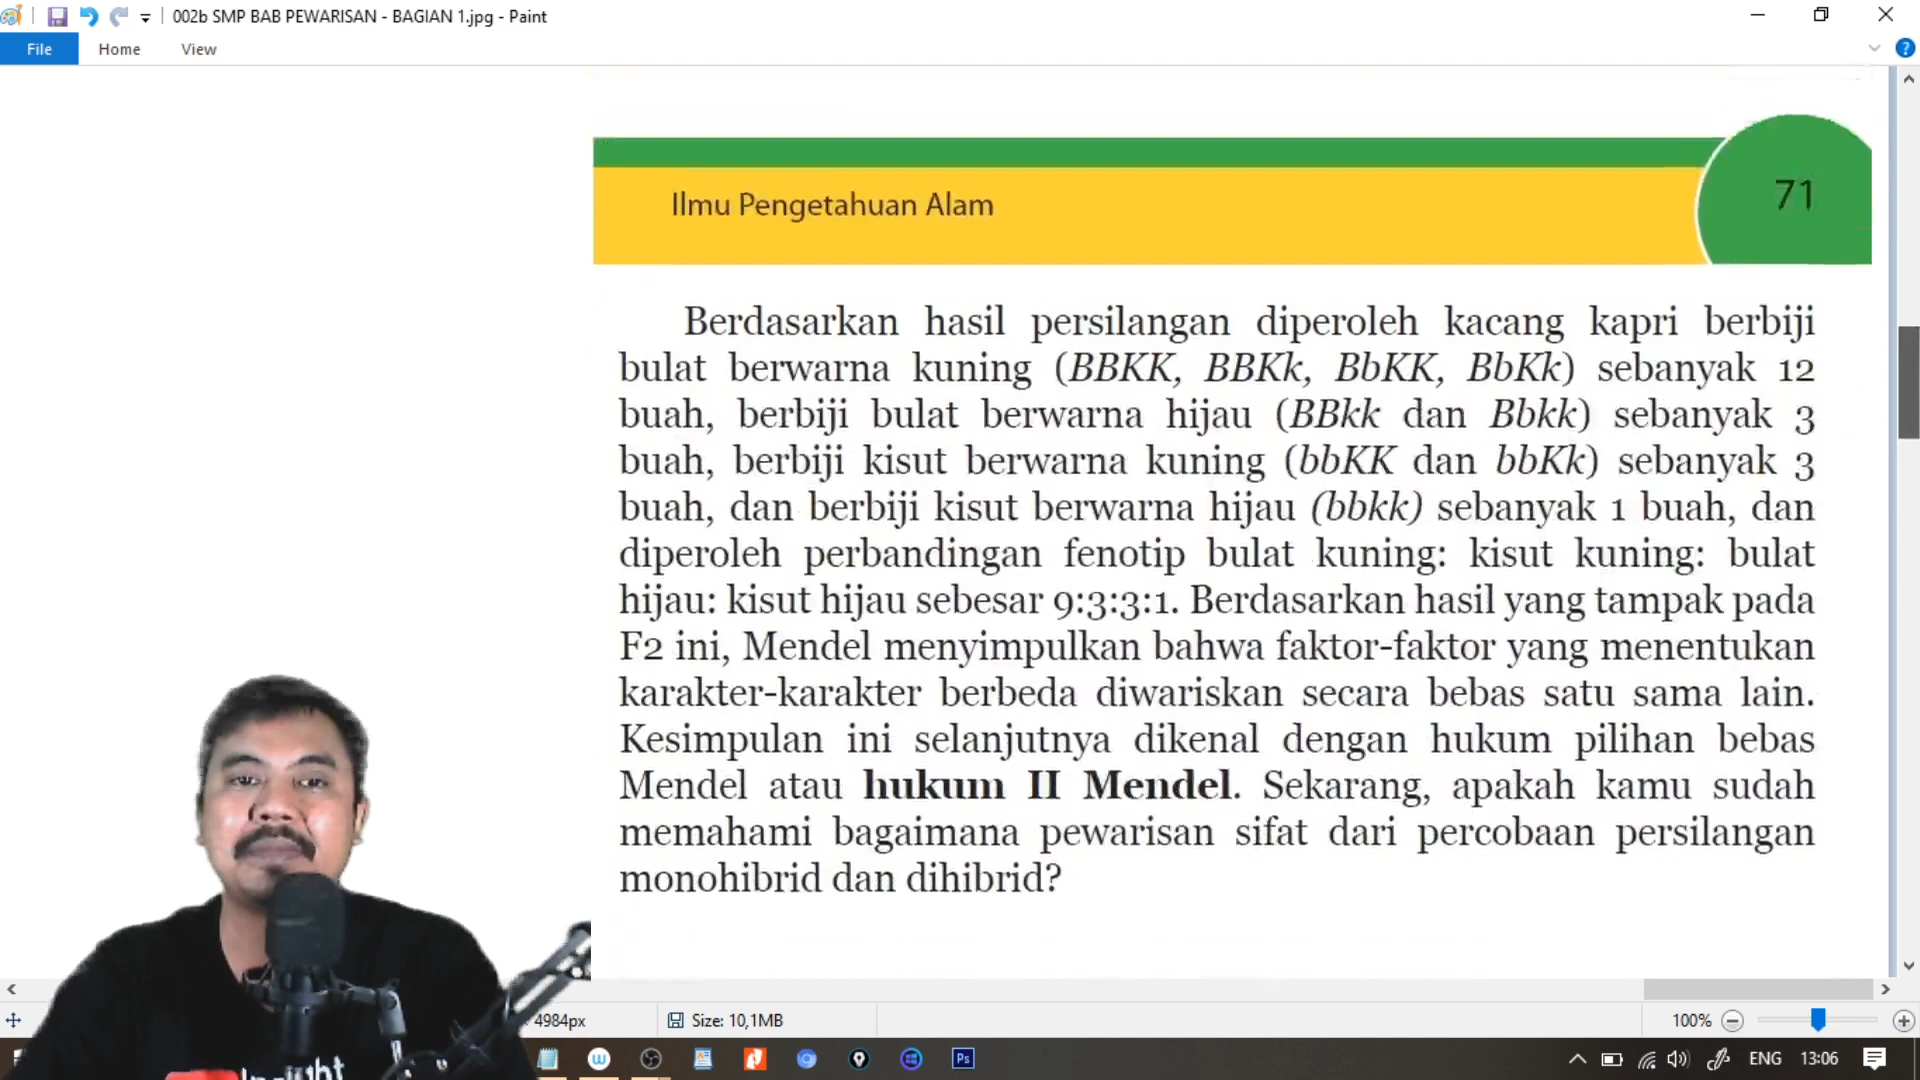 002b SMP BAB PEWARISAN - BAGIAN 1.jpg - Paint
File Home View
Ilmu Pengetahuan Alam
71
Berdasarkan hasil persilangan diperoleh kacang kapri berbiji
bulat berwarna kuning (BBKK, BBKk, BbKK, BbKk) sebanyak 12
buah, berbiji bulat berwarna hijau (BBkk dan Bbkk) sebanyak 3
buah, berbiji kisut berwarna kuning (bbKK dan bbKk) sebanyak 3
buah, dan berbiji kisut berwarna hijau (bbkk) sebanyak 1 buah, dan
diperoleh perbandingan fenotip bulat kuning: kisut kuning: bulat
hijau: kisut hijau sebesar 9:3:3:1. Berdasarkan hasil yang tampak pada
F2 ini, Mendel menyimpulkan bahwa faktor-faktor yang menentukan
karakter-karakter berbeda diwariskan secara bebas satu sama lain.
Kesimpulan ini selanjutnya dikenal dengan hukum pilihan bebas
Mendel atau hukum II Mendel. Sekarang, apakah kamu sudah
memahami bagaimana pewarisan sifat dari percobaan persilangan
monohibrid dan dihibrid?
4984px
Size: 10,1MB
100%
Ps
ENG 13:06